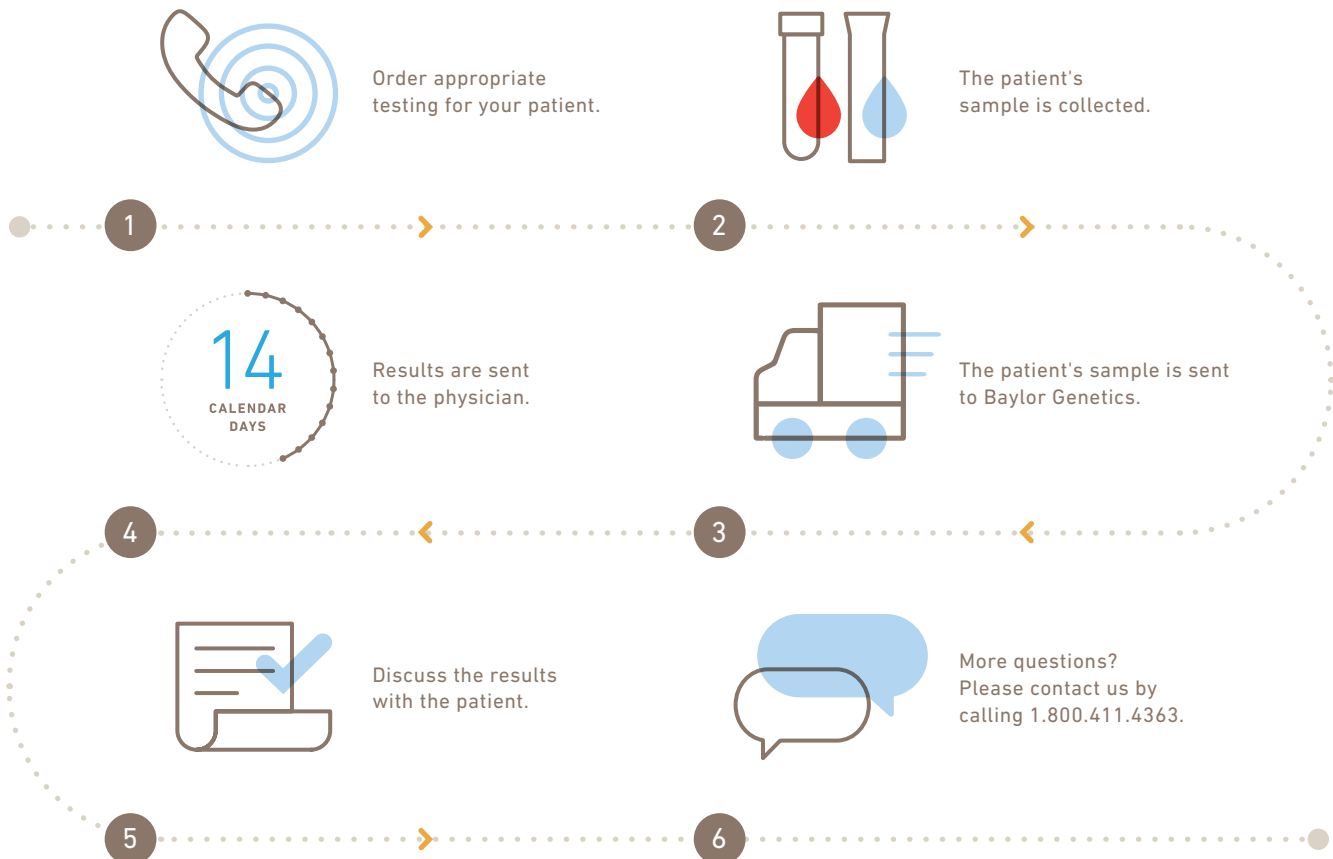 Order appropriate
testing for your patient.
The patient's
sample is collected.
1
2
14
CALENDAR
DAYS
Results are sent
to the physician.
The patient's sample is sent
to Baylor Genetics.
4
3
Discuss the results
with the patient.
More questions?
Please contact us by
calling 1.800.411.4363.
5
6